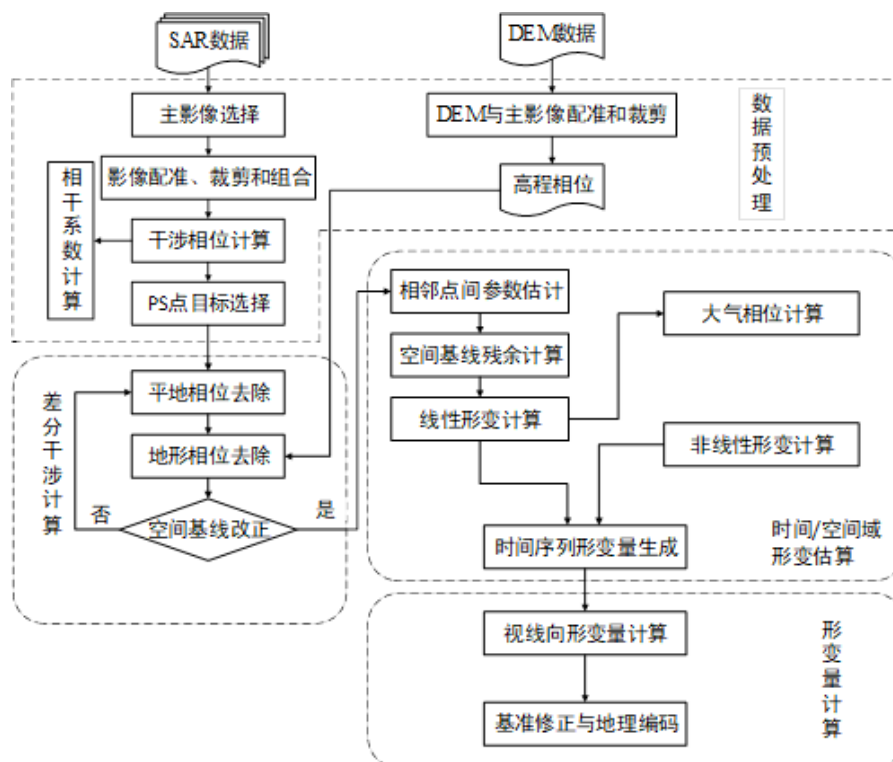 SAR数据
DEM数据
主影像选择
DEM与主影像配准和裁剪
数据预处理
影像配准、裁剪和组合
高程相位
相干系数计算
干涉相位计算
PS点目标选择
相邻点间参数估计
大气相位计算
空间基线残余计算
差分干涉计算
平地相位去除
线性形变计算
地形相位去除
非线性形变计算
否
空间基线改正
是
时间序列形变量生成
时间/空间域
形变估算
视线向形变量计算
形变量计算
基准修正与地理编码